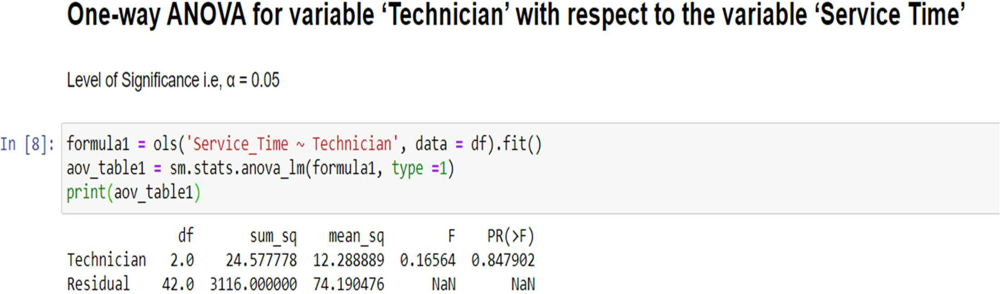 One-way ANOVA for variable ‘Technician’ with respect to the variable ‘Service Time’
Level of Significance i.e, α = 0.05
In [8]: formula1 = ols('Service_Time ~ Technician', data = df).fit()
aov_table1 = sm.stats.anova_lm(formula1, type =1)
print(aov_table1)
df sum_sq mean_sq F PR(>F)
Technician 2.0 24.577778 12.288889 0.16564 0.847902
Residual 42.0 3116.000000 74.190476 NaN NaN